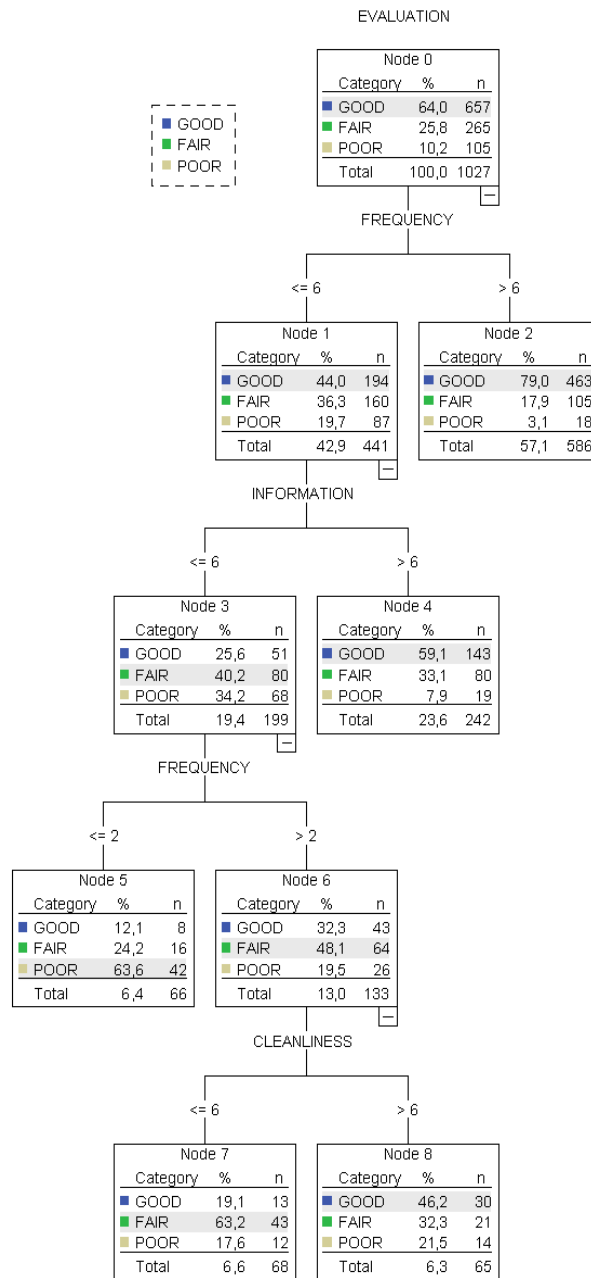 EVALUATION
Node 0
Category % n
GOOD 64,0 657
FAIR 25,8 265
POOR 10,2 105
Total 100,0 1027
GOOD
FAIR
POOR
FREQUENCY
<= 6
> 6
Node 1
Category % n
GOOD 44,0 194
FAIR 36,3 160
POOR 19,7 87
Total 42,9 441
Node 2
Category % n
GOOD 79,0 463
FAIR 17,9 105
POOR 3,1 18
Total 57,1 586
INFORMATION
<= 6
> 6
Node 3
Category % n
GOOD 25,6 51
FAIR 40,2 80
POOR 34,2 68
Total 19,4 199
Node 4
Category % n
GOOD 59,1 143
FAIR 33,1 80
POOR 7,9 19
Total 23,6 242
FREQUENCY
<= 2
> 2
Node 5
Category % n
GOOD 12,1 8
FAIR 24,2 16
POOR 63,6 42
Total 6,4 66
Node 6
Category % n
GOOD 32,3 43
FAIR 48,1 64
POOR 19,5 26
Total 13,0 133
CLEANLINESS
<= 6
> 6
Node 7
Category % n
GOOD 19,1 13
FAIR 63,2 43
POOR 17,6 12
Total 6,6 68
Node 8
Category % n
GOOD 46,2 30
FAIR 32,3 21
POOR 21,5 14
Total 6,3 65